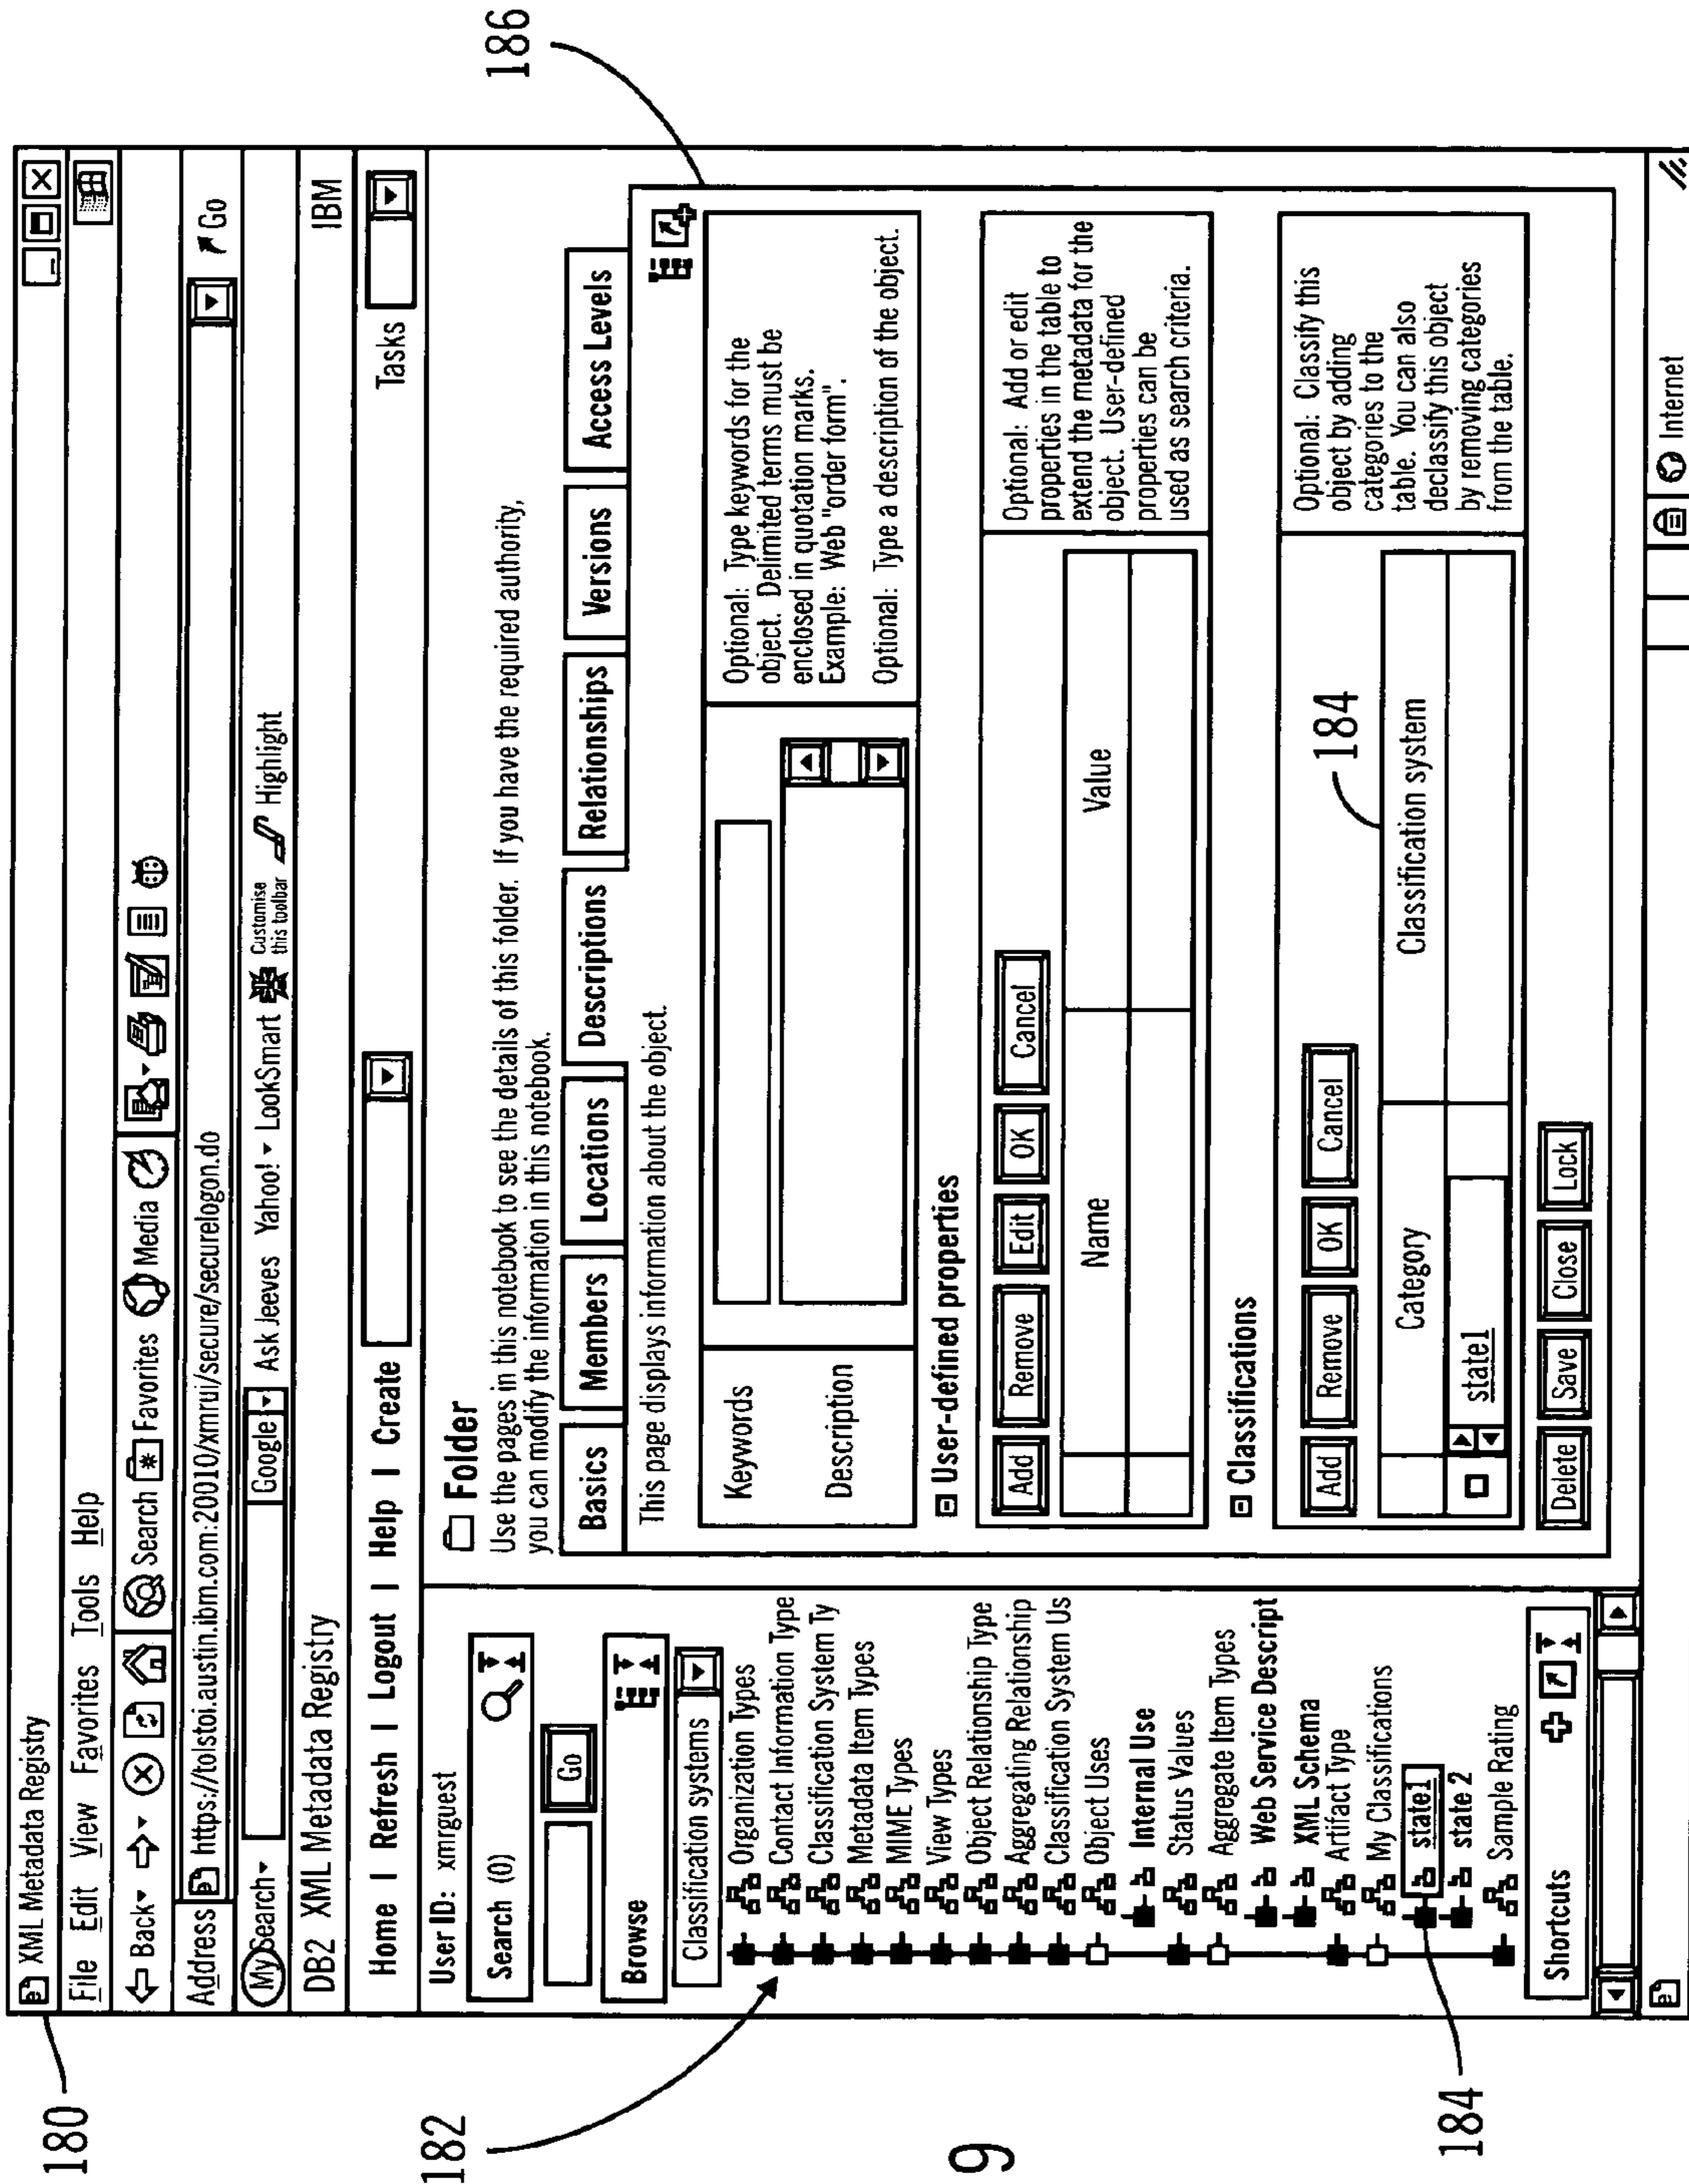 180
XML Metadata Registry
File Edit View Favorites Tools Help
Back Search Favorites Media
Address https://tolstoi.austin.ibm.com:20010/xmrui/secure/securelogon.do Go
My Search Google Ask Jeeves Yahoo! LookSmart Customise this toolbar Highlight
DB2 XML Metadata Registry IBM
Home | Refresh | Logout | Help | Create Tasks
User ID: xmrguest
Search (0)
Go
Browse
Classification systems
182
Organization Types
Contact Information Type
Classification System Ty
Metadata Item Types
MIME Types
View Types
Object Relationship Type
Aggregating Relationship
Classification System Us
Object Uses
Internal Use
Status Values
Aggregate Item Types
Web Service Descript
XML Schema
Artifact Type
My Classifications
state1
state 2
184
Sample Rating
Shortcuts
Folder
Use the pages in this notebook to see the details of this folder. If you have the required authority,
you can modify the information in this notebook.
Basics Members Locations Descriptions Relationships Versions Access Levels
186
This page displays information about the object.
Keywords
Description
Optional: Type keywords for the
object. Delimited terms must be
enclosed in quotation marks.
Example: Web "order form".
Optional: Type a description of the object.
User-defined properties
Add Remove Edit OK Cancel
Name Value
Optional: Add or edit
properties in the table to
extend the metadata for the
object. User-defined
properties can be
used as search criteria.
Classifications
Add Remove OK Cancel
184
Category Classification system
state1
Optional: Classify this
object by adding
categories to the
table. You can also
declassify this object
by removing categories
from the table.
Delete Save Close Lock
Internet
9